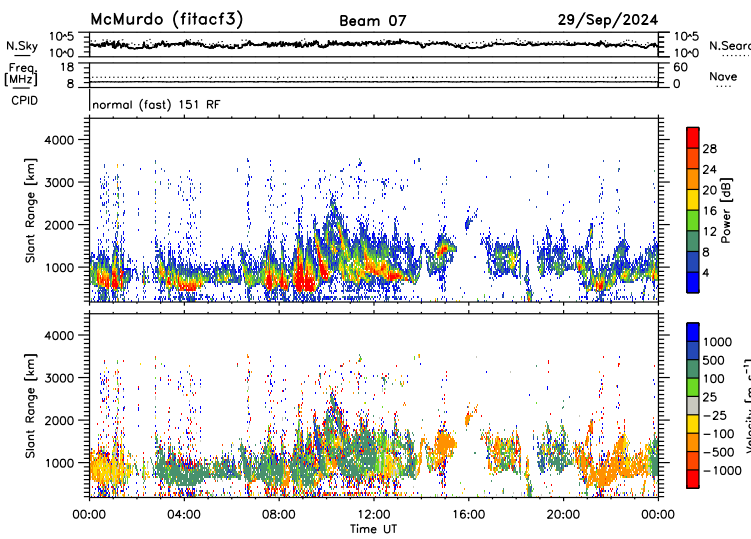 McMurdo (fitacf3) Beam 07 29/Sep/2024
N.Sky 10^5 10^0 10^5 10^0 N.Searc
Freq. [MHz] 18 8 60 0 Nave
CPID normal (fast) 151 RF
Slant Range [km] 4000 3000 2000 1000
Power [dB] 28 24 20 16 12 8 4
Slant Range [km] 4000 3000 2000 1000
Velocity [m s^-1] 1000 500 100 25 -25 -100 -500 -1000
00:00 04:00 08:00 12:00 16:00 20:00 00:00
Time UT